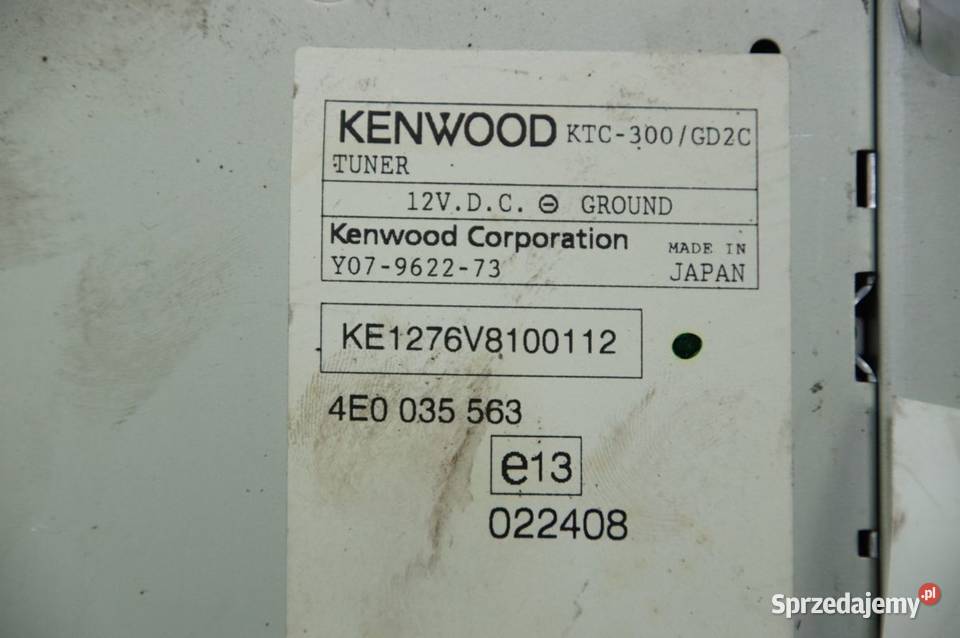 KENWOOD KTC-300/GD2C
TUNER
12V.D.C. ⊖ GROUND
Kenwood Corporation
MADE IN
Y07-9622-73 JAPAN
KE1276V8100112
4E0 035 563
e13
022408
Sprzedajemy.pl